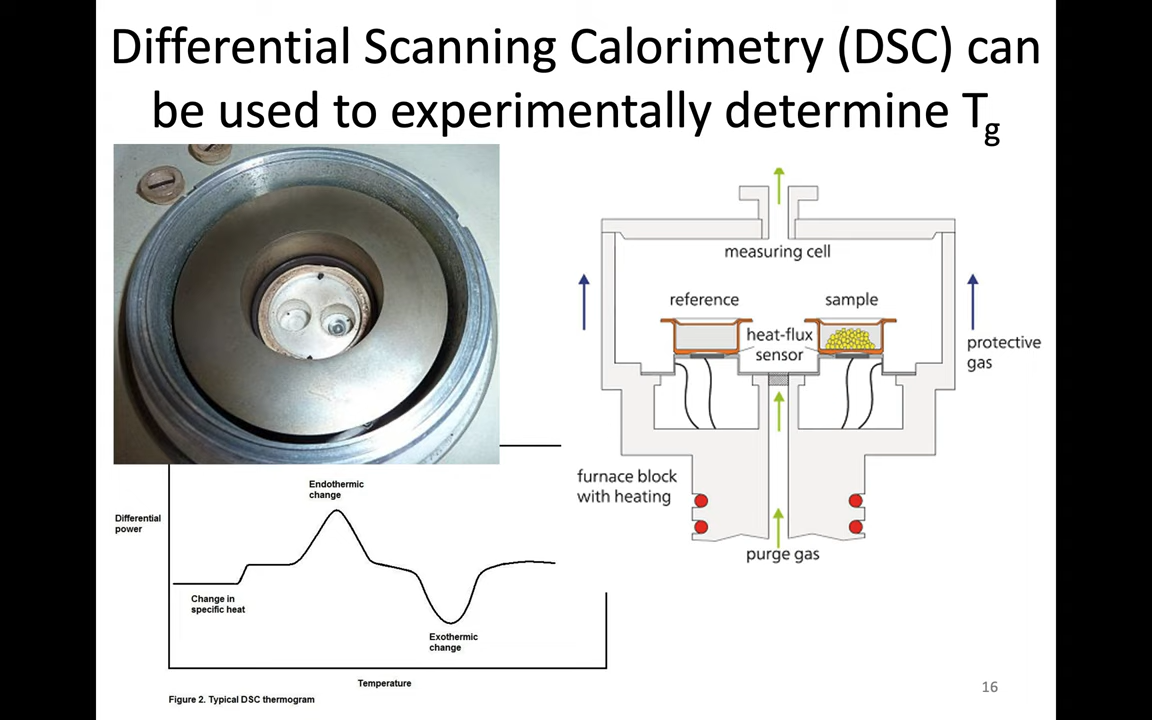 Differential Scanning Calorimetry (DSC) can
be used to experimentally determine Tg
measuring cell
reference
sample
heat-flux
sensor
protective
gas
furnace block
with heating
purge gas
Endothermic
change
Differential
power
Change in
specific heat
Exothermic
change
Temperature
Figure 2. Typical DSC thermogram
16